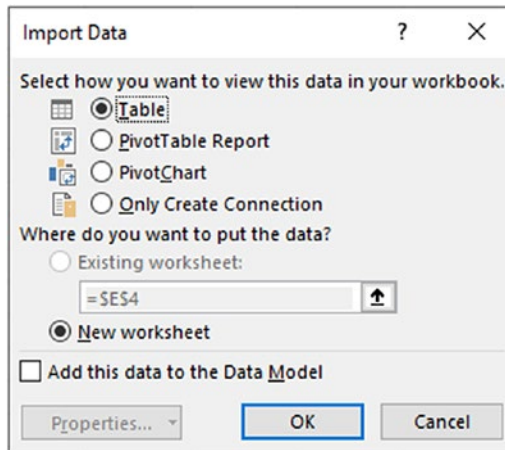 Import Data ? ×
Select how you want to view this data in your workbook.
Table
PivotTable Report
PivotChart
Only Create Connection
Where do you want to put the data?
Existing worksheet:
=$E$4
New worksheet
Add this data to the Data Model
Properties... OK Cancel